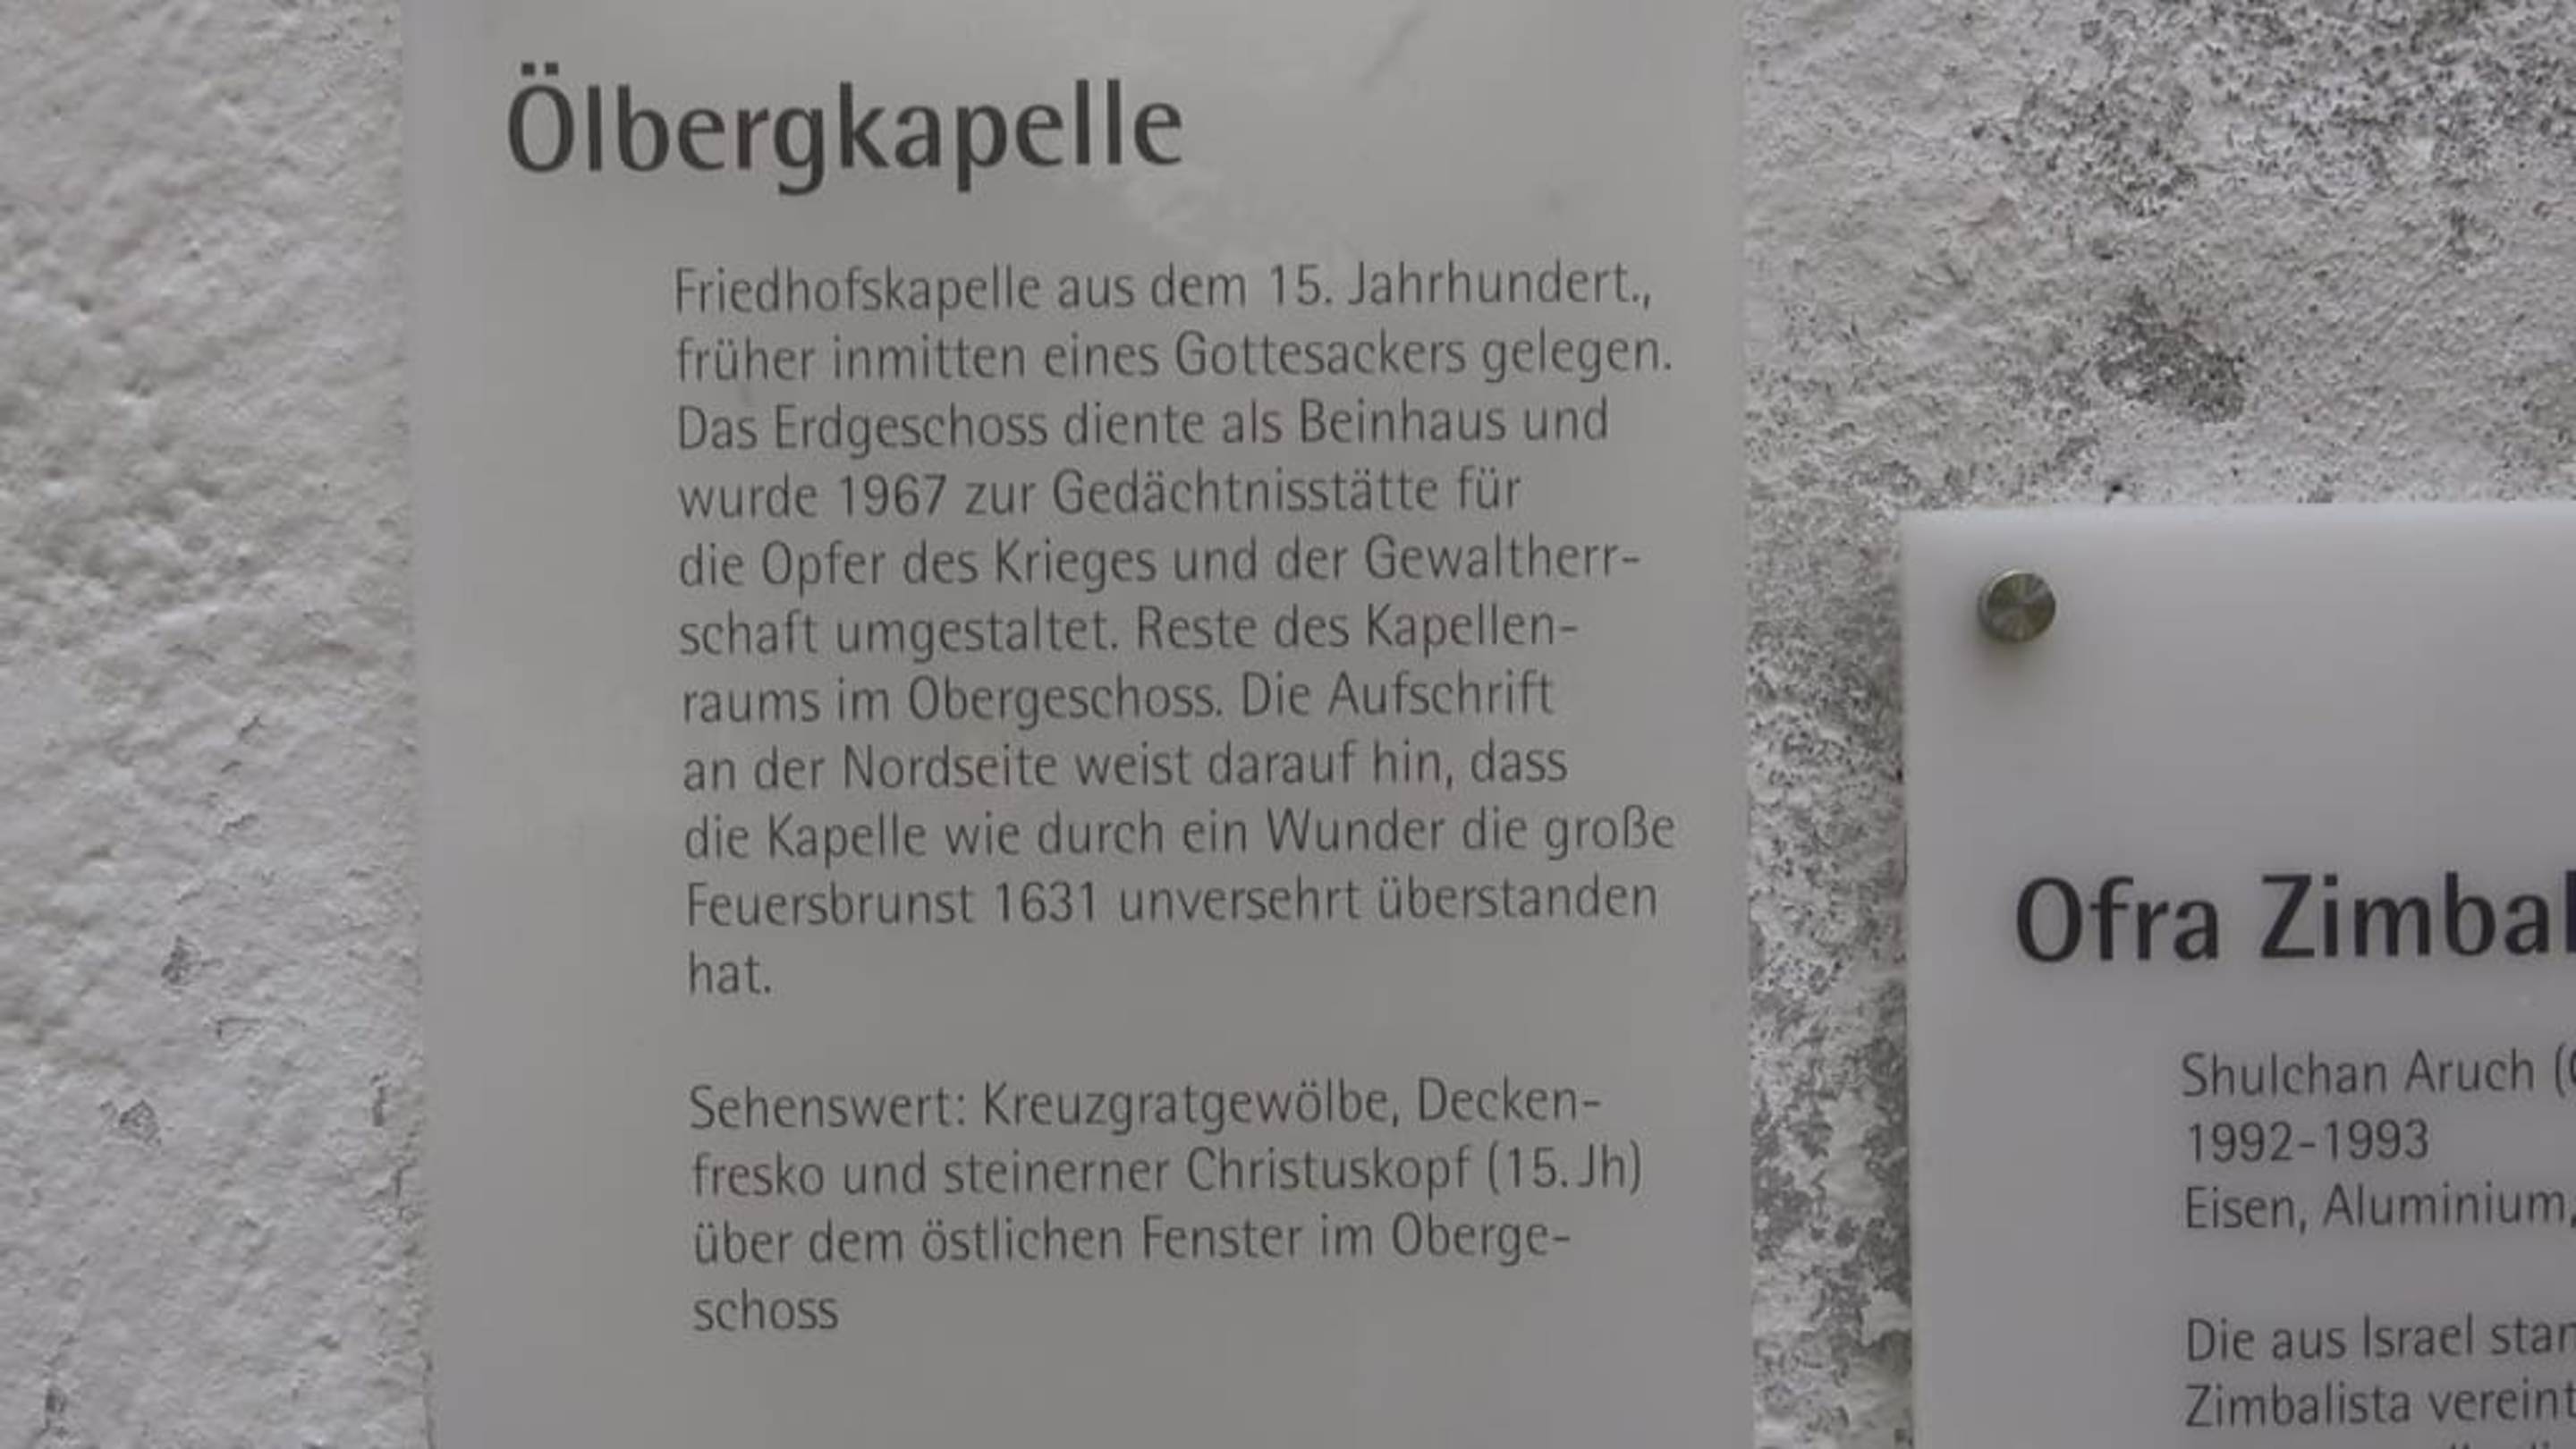 Ölbergkapelle
Friedhofskapelle aus dem 15. Jahrhundert.,
früher inmitten eines Gottesackers gelegen.
Das Erdgeschoss diente als Beinhaus und
wurde 1967 zur Gedächtnisstätte für
die Opfer des Krieges und der Gewaltherr-
schaft umgestaltet. Reste des Kapellen-
raums im Obergeschoss. Die Aufschrift
an der Nordseite weist darauf hin, dass
die Kapelle wie durch ein Wunder die große
Feuersbrunst 1631 unversehrt überstanden
hat.
Sehenswert: Kreuzgratgewölbe, Decken-
fresko und steinerner Christuskopf (15. Jh)
über dem östlichen Fenster im Oberge-
schoss
Ofra Zimbal
Shulchan Aruch
1992-1993
Eisen, Aluminium,
Die aus Israel
Zimbalista vereint